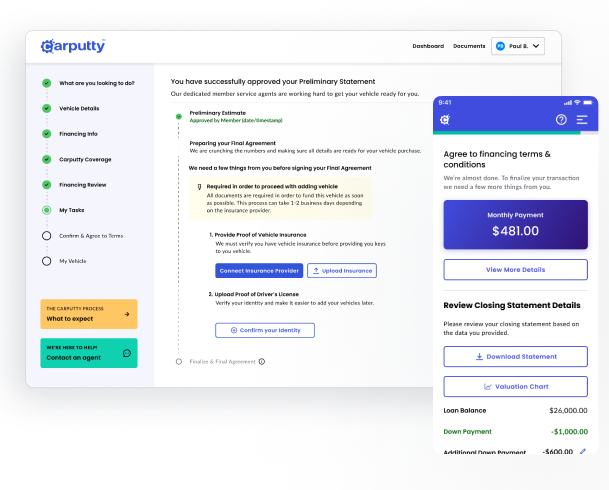 Carputty
Dashboard Documents PB Paul B.
What are you looking to do?
Vehicle Details
Financing Info
Carputty Coverage
Financing Review
My Tasks
Confirm & Agree to Terms
My Vehicle
THE CARPUTTY PROCESS
What to expect
WE'RE HERE TO HELP!
Contact an agent
You have successfully approved your Preliminary Statement
Our dedicated member service agents are working hard to get your vehicle ready for you.
Preliminary Estimate
Approved by Member (date/timestamp)
Preparing your Final Agreement
We are crunching the numbers and making sure all details are ready for your vehicle purchase.
We need a few things from you before signing your Final Agreement
Required in order to proceed with adding vehicle
All documents are required in order to fund this vehicle as soon
as possible. This process can take 1-2 business days depending
on the insurance provider.
1. Provide Proof of Vehicle Insurance
We must verify you have vehicle insurance before providing you keys
to you vehicle.
Connect Insurance Provider Upload Insurance
2. Upload Proof of Driver's License
Verify your identity and make it easier to add your vehicles later.
Confirm your Identity
Finalize & Final Agreement
9:41
Agree to financing terms &
conditions
We're almost done. To finalize your transaction
we need a few more things from you.
Monthly Payment
$481.00
View More Details
Review Closing Statement Details
Please review your closing statement based on
the data you provided.
Download Statement
Valuation Chart
Loan Balance $26,000.00
Down Payment -$1,000.00
Additional Down Payment -$600.00